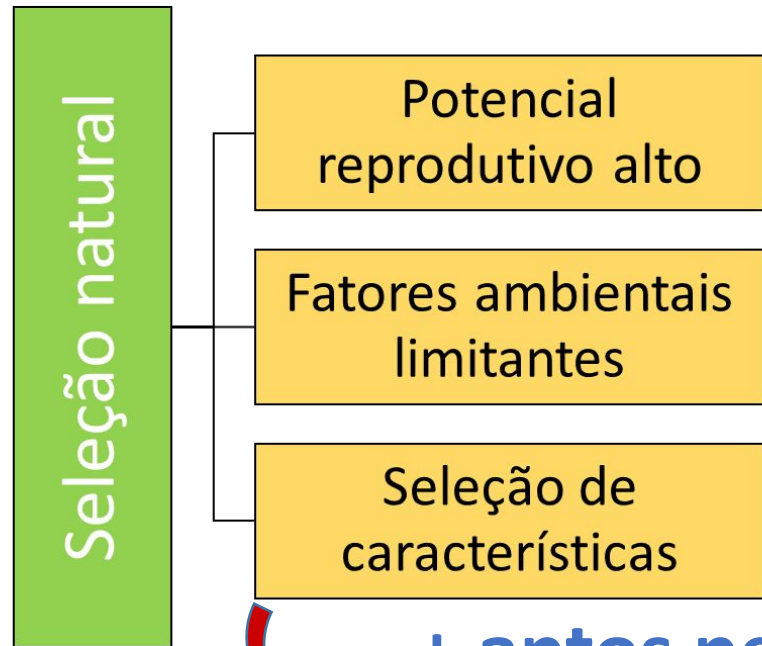 Seleção natural
Potencial
reprodutivo alto
Fatores ambientais
limitantes
Seleção de
características